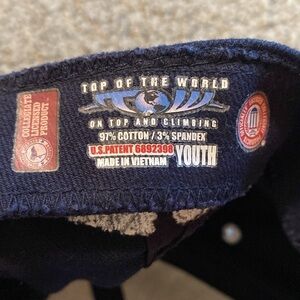 COLLEGIATE
LICENSED
PRODUCT
TOP OF THE WORLD
TOW
ON TOP AND CLIMBING
97% COTTON / 3% SPANDEX
U.S. PATENT 6892398
MADE IN VIETNAM
YOUTH